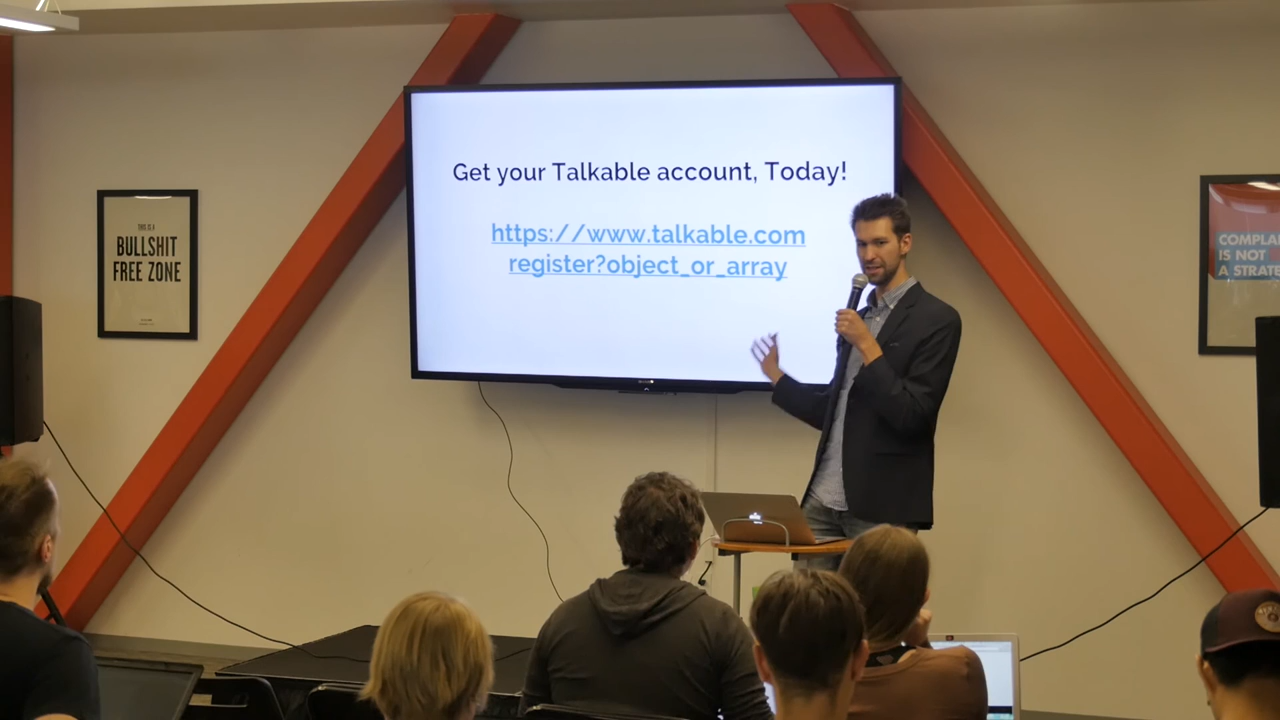 Get your Talkable account, Today!
https://www.talkable.com
register?object_or_array
THIS IS A
BULLSHIT
FREE ZONE
COMPLAI
IS NOT
A STRATE